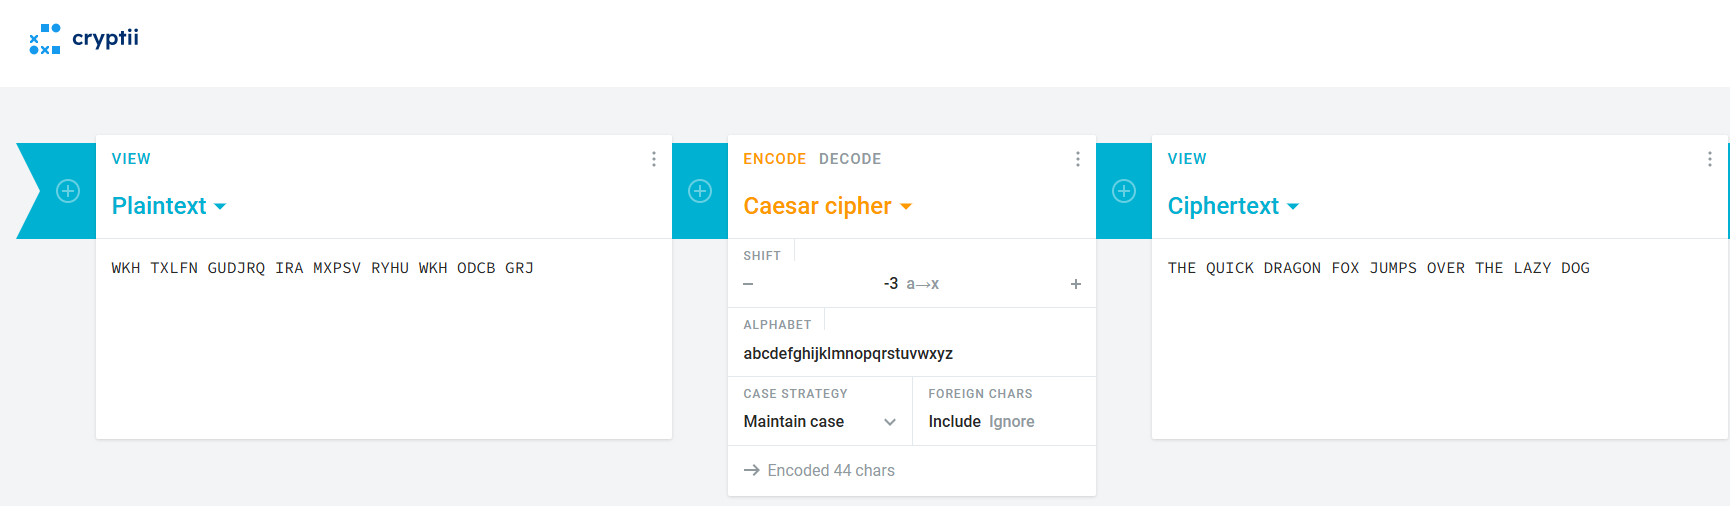 cryptii
VIEW
Plaintext
WKH TXLFN GUDJRQ IRA MXPSV RYHU WKH ODCB GRJ
ENCODE DECODE
Caesar cipher
SHIFT
-3 a→x
ALPHABET
abcdefghijklmnopqrstuvwxyz
CASE STRATEGY
Maintain case
FOREIGN CHARS
Include Ignore
→ Encoded 44 chars
VIEW
Ciphertext
THE QUICK DRAGON FOX JUMPS OVER THE LAZY DOG